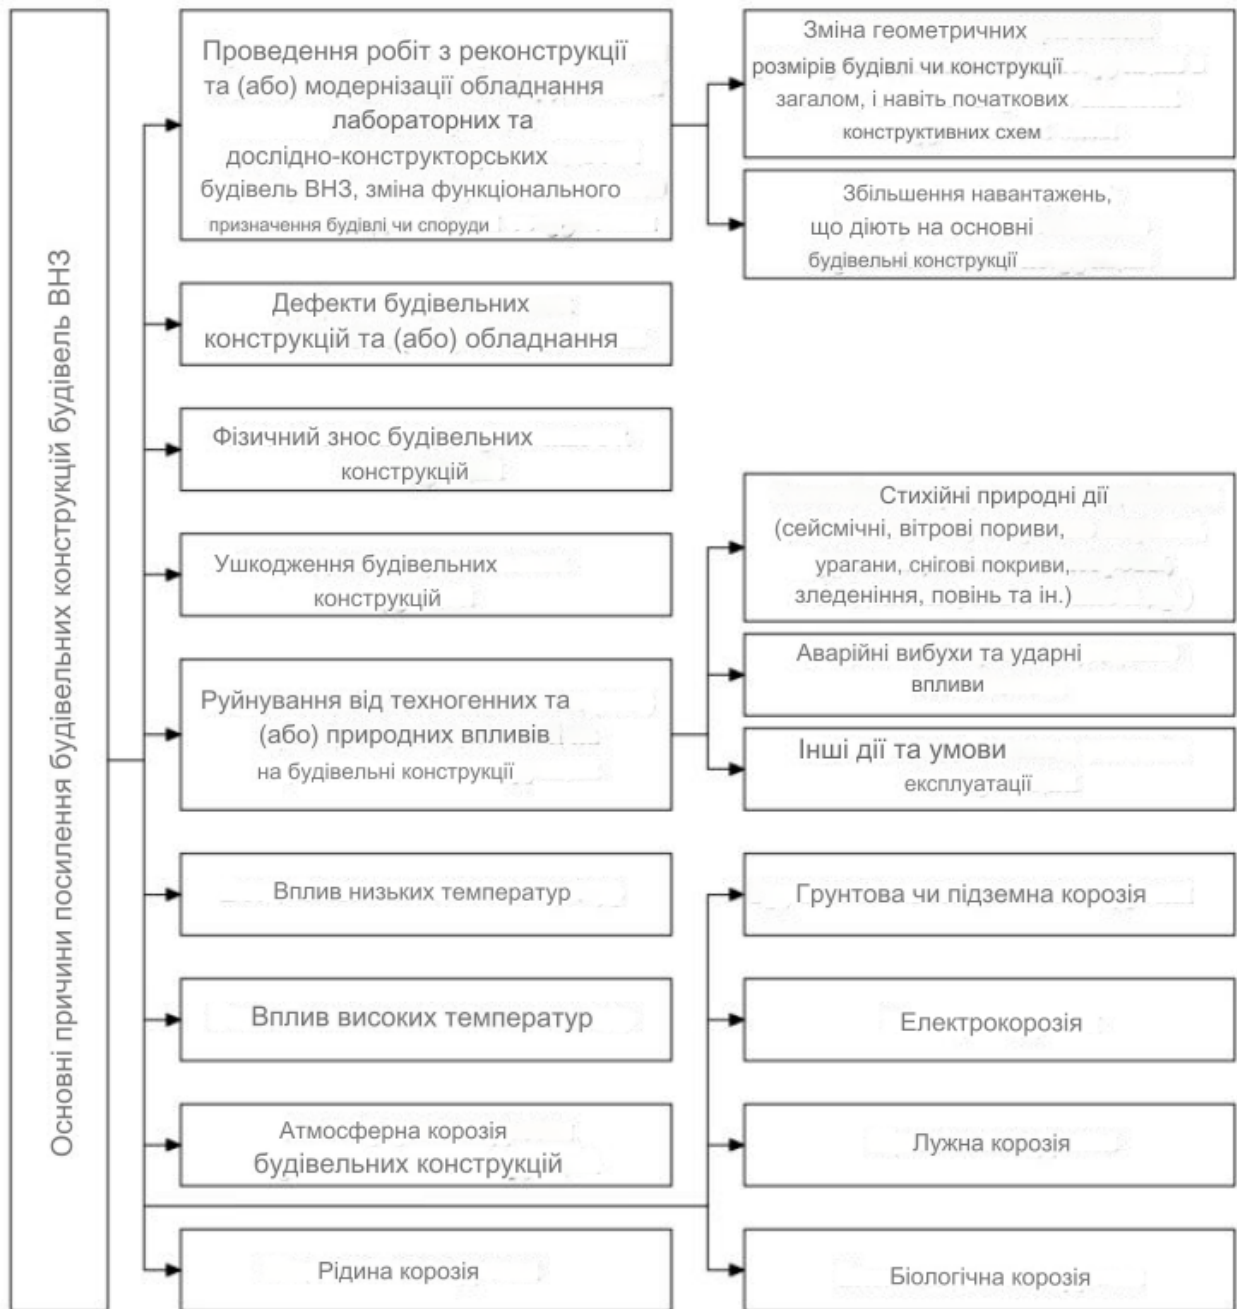 Основні причини посилення будівельних конструкцій будівель ВНЗ
Проведення робіт з реконструкції
та (або) модернізації обладнання
лабораторних та
дослідно-конструкторських
будівель ВНЗ, зміна функціонального
призначення будівлі чи споруди
Зміна геометричних
розмірів будівлі чи конструкції
загалом, і навіть початкових
конструктивних схем
Збільшення навантажень,
що діють на основні
будівельні конструкції
Дефекти будівельних
конструкцій та (або) обладнання
Фізичний знос будівельних
конструкцій
Ушкодження будівельних
конструкцій
Руйнування від техногенних та
(або) природних впливів
на будівельні конструкції
Стихійні природні дії
(сейсмічні, вітрові пориви,
урагани, снігові покриви,
зледеніння, повінь та ін.)
Аварійні вибухи та ударні
впливи
Інші дії та умови
експлуатації
Вплив низьких температур
Вплив високих температур
Атмосферна корозія
будівельних конструкцій
Рідина корозія
Грунтова чи підземна корозія
Електрокорозія
Лужна корозія
Біологічна корозія